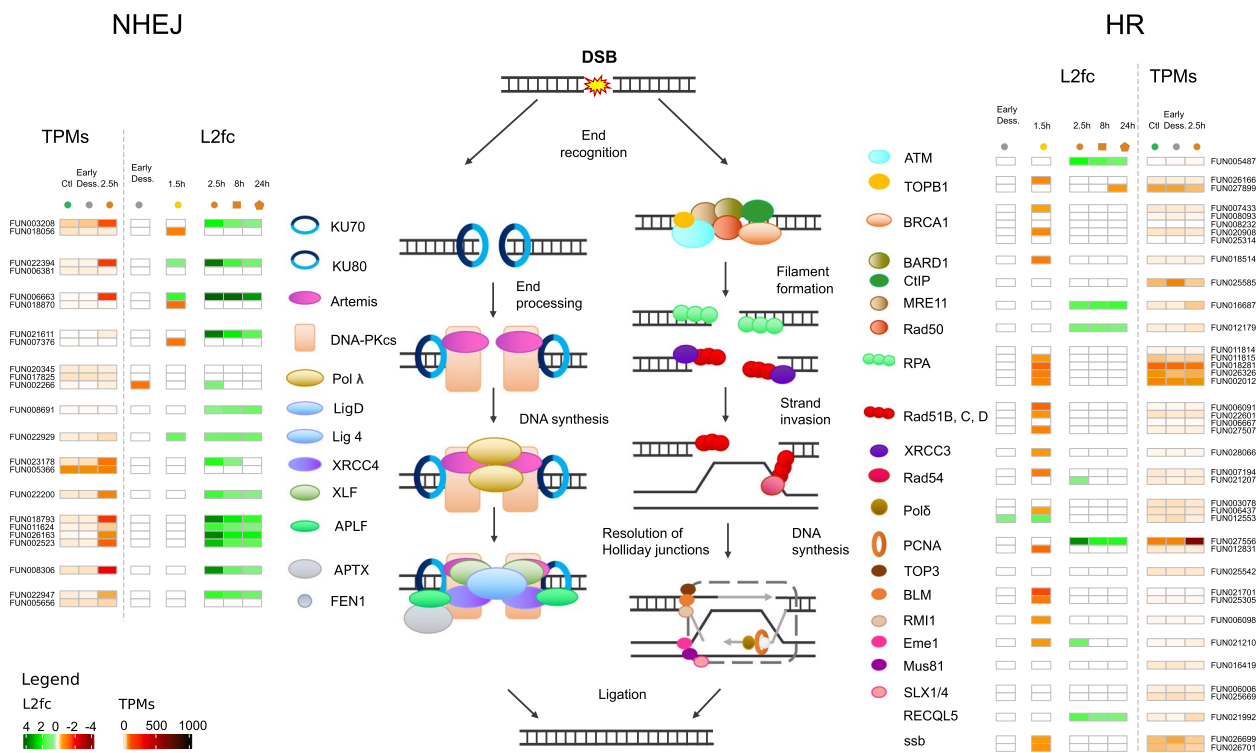 NHEJ
HR
DSB
End
recognition
TPMs
L2fc
Early
Ctl Dess. 2.5h
Early
Dess.
1.5h
2.5h 8h 24h
FUN003208
FUN018056
FUN022394
FUN006381
FUN006663
FUN018870
FUN021611
FUN007376
FUN020345
FUN017825
FUN002266
FUN008691
FUN022929
FUN023178
FUN005366
FUN022200
FUN018793
FUN011624
FUN026163
FUN002523
FUN008306
FUN022947
FUN005656
KU70
KU80
Artemis
DNA-PKcs
Pol λ
LigD
Lig 4
XRCC4
XLF
APLF
APTX
FEN1
End
processing
DNA synthesis
Filament
formation
Strand
invasion
Resolution of
Holliday junctions
DNA
synthesis
Ligation
ATM
TOPB1
BRCA1
BARD1
CtIP
MRE11
Rad50
RPA
Rad51B, C, D
XRCC3
Rad54
Polδ
PCNA
TOP3
BLM
RMI1
Eme1
Mus81
SLX1/4
RECQL5
ssb
L2fc
TPMs
Early
Dess.
1.5h
2.5h 8h 24h
Early
Ctl Dess. 2.5h
FUN005487
FUN026166
FUN027899
FUN007433
FUN008093
FUN008232
FUN020908
FUN025314
FUN018514
FUN025585
FUN016687
FUN012179
FUN011814
FUN011815
FUN018281
FUN026326
FUN002012
FUN006091
FUN022601
FUN006667
FUN027507
FUN028066
FUN007194
FUN021207
FUN003078
FUN006437
FUN012553
FUN027556
FUN012831
FUN025542
FUN021701
FUN025305
FUN006098
FUN021210
FUN016419
FUN006006
FUN025669
FUN021992
FUN026699
FUN026701
Legend
L2fc
4 2 0 -2 -4
TPMs
0 500 1000